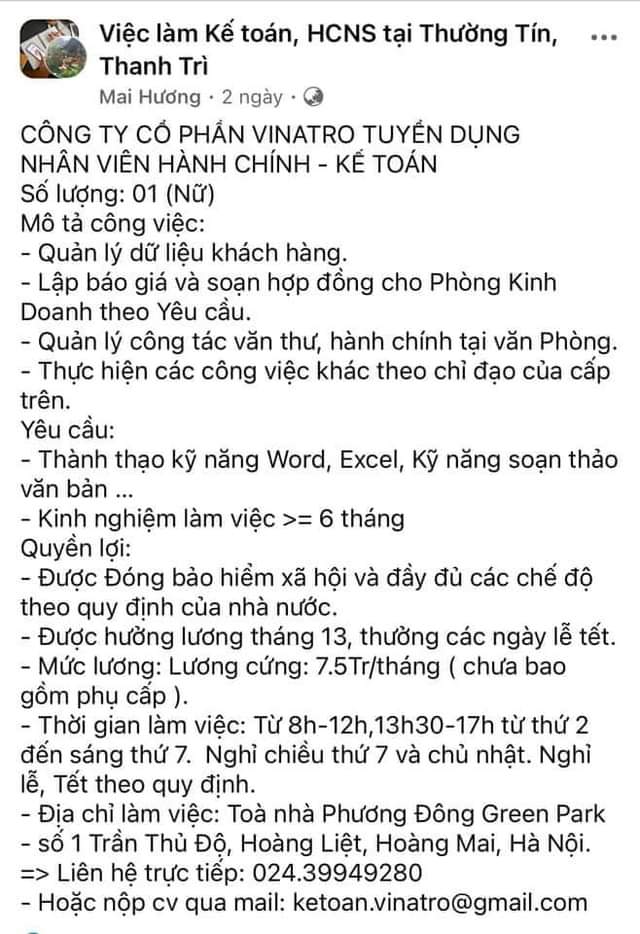 Việc làm Kế toán, HCNS tại Thường Tín,
Thanh Trì
Mai Hương · 2 ngày ·
CÔNG TY CỔ PHẦN VINATRO TUYỂN DỤNG
NHÂN VIÊN HÀNH CHÍNH - KẾ TOÁN
Số lượng: 01 (Nữ)
Mô tả công việc:
- Quản lý dữ liệu khách hàng.
- Lập báo giá và soạn hợp đồng cho Phòng Kinh
Doanh theo Yêu cầu.
- Quản lý công tác văn thư, hành chính tại văn Phòng.
- Thực hiện các công việc khác theo chỉ đạo của cấp
trên.
Yêu cầu:
- Thành thạo kỹ năng Word, Excel, Kỹ năng soạn thảo
văn bản ...
- Kinh nghiệm làm việc >= 6 tháng
Quyền lợi:
- Được Đóng bảo hiểm xã hội và đầy đủ các chế độ
theo quy định của nhà nước.
- Được hưởng lương tháng 13, thưởng các ngày lễ tết.
- Mức lương: Lương cứng: 7.5Tr/tháng ( chưa bao
gồm phụ cấp ).
- Thời gian làm việc: Từ 8h-12h,13h30-17h từ thứ 2
đến sáng thứ 7.  Nghỉ chiều thứ 7 và chủ nhật. Nghỉ
lễ, Tết theo quy định.
- Địa chỉ làm việc: Toà nhà Phương Đông Green Park
- số 1 Trần Thủ Độ, Hoàng Liệt, Hoàng Mai, Hà Nội.
=> Liên hệ trực tiếp: 024.39949280
- Hoặc nộp cv qua mail: ketoan.vinatro@gmail.com